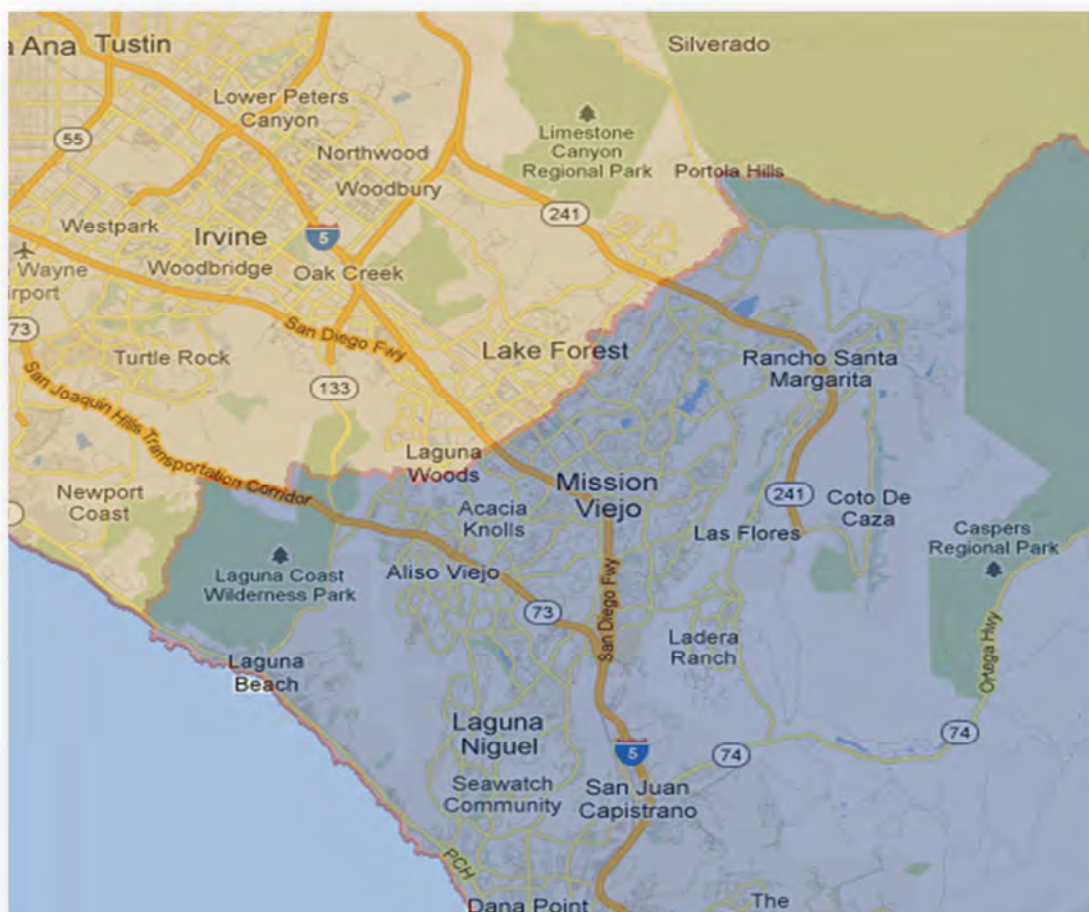 a Ana
Tustin
Silverado
Lower Peters
Canyon
55
Limestone
Canyon
Regional Park
Northwood
Portola Hills
Woodbury
241
Westpark
Irvine
5
Woodbridge
Oak Creek
Wayne
irport
73
San Diego Fwy
Lake Forest
Turtle Rock
133
Rancho Santa
Margarita
San Joaquin Hills Transportation Corridor
Laguna
Woods
Newport
Coast
Mission
Viejo
241
Coto De
Caza
Acacia
Knolls
Las Flores
Caspers
Regional Park
Laguna Coast
Wilderness Park
Aliso Viejo
73
San Diego Fwy
Ladera
Ranch
Ortega Hwy
Laguna
Beach
Laguna
Niguel
5
74
74
Seawatch
Community
San Juan
Capistrano
PCH
Dana Point
The